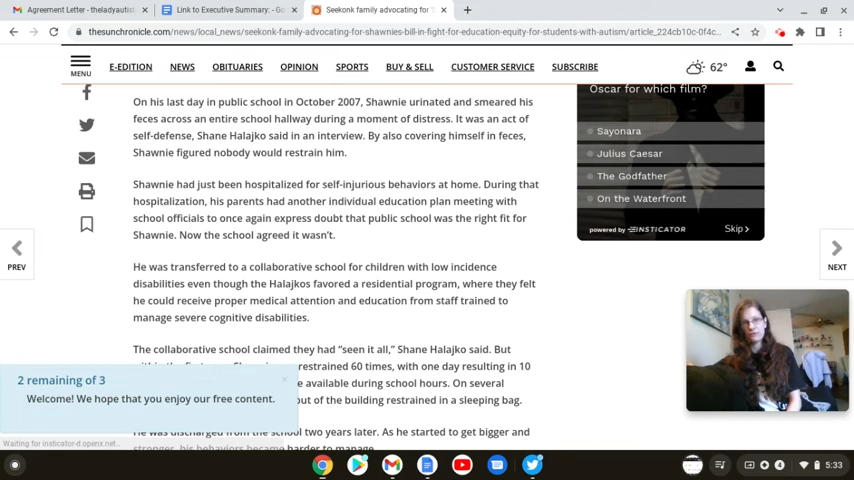 Agreement Letter - theladyautist
Link to Executive Summary: - Go
Seekonk family advocating for
thesunchronicle.com/news/local_news/seekonk-family-advocating-for-shawnies-bill-in-fight-for-education-equity-for-students-with-autism/article_224cb10c-0f4c...
MENU
E-EDITION NEWS OBITUARIES OPINION SPORTS BUY & SELL CUSTOMER SERVICE SUBSCRIBE
62°
On his last day in public school in October 2007, Shawnie urinated and smeared his
feces across an entire school hallway during a moment of distress. It was an act of
self-defense, Shane Halajko said in an interview. By also covering himself in feces,
Shawnie figured nobody would restrain him.
Shawnie had just been hospitalized for self-injurious behaviors at home. During that
hospitalization, his parents had another individual education plan meeting with
school officials to once again express doubt that public school was the right fit for
Shawnie. Now the school agreed it wasn't.
He was transferred to a collaborative school for children with low incidence
disabilities even though the Halajkos favored a residential program, where they felt
he could receive proper medical attention and education from staff trained to
manage severe cognitive disabilities.
The collaborative school claimed they had “seen it all,” Shane Halajko said. But
restrained 60 times, with one day resulting in 10
e available during school hours. On several
out of the building restrained in a sleeping bag.
He was discharged from the school two years later. As he started to get bigger and
stronger, his behaviors became harder to manage.
Oscar for which film?
Sayonara
Julius Caesar
The Godfather
On the Waterfront
powered by INSTICATOR
Skip
PREV
NEXT
2 remaining of 3
Welcome! We hope that you enjoy our free content.
Waiting for insticator-d.openx.net...
4
5:33